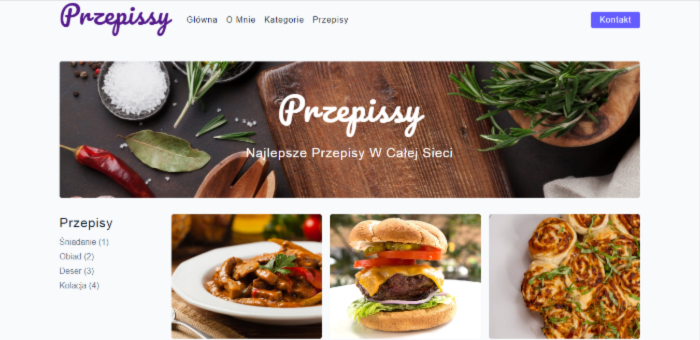 Przepissy
Główna O Mnie Kategorie Przepisy
Kontakt
Przepissy
Najlepsze Przepisy W Całej Sieci
Przepisy
Śniadanie (1)
Obiad (2)
Deser (3)
Kolacja (4)